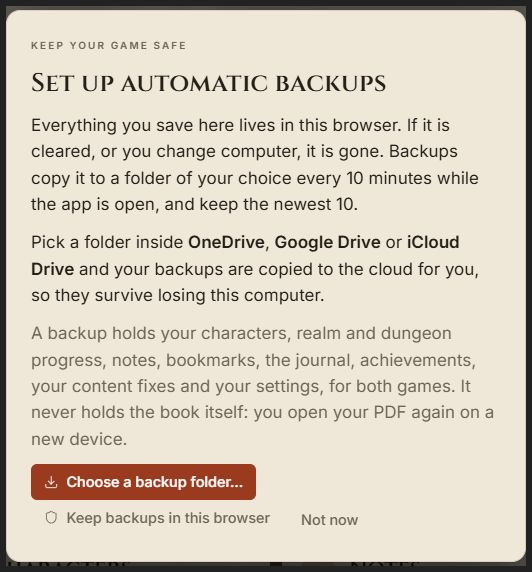 KEEP YOUR GAME SAFE
Set up automatic backups
Everything you save here lives in this browser. If it is
cleared, or you change computer, it is gone. Backups
copy it to a folder of your choice every 10 minutes while
the app is open, and keep the newest 10.
Pick a folder inside OneDrive, Google Drive or iCloud
Drive and your backups are copied to the cloud for you,
so they survive losing this computer.
A backup holds your characters, realm and dungeon
progress, notes, bookmarks, the journal, achievements,
your content fixes and your settings, for both games. It
never holds the book itself: you open your PDF again on a
new device.
Choose a backup folder...
Keep backups in this browser Not now